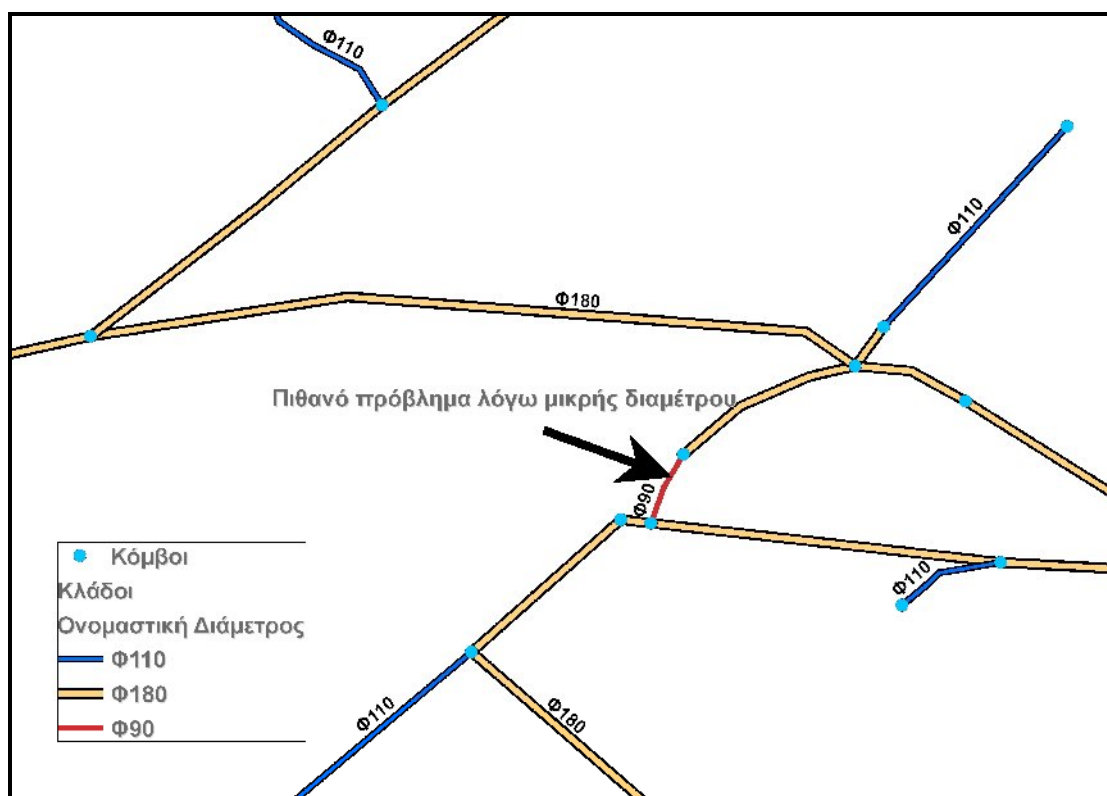 Φ110
Φ110
Φ180
Πιθανό πρόβλημα λόγω μικρής διαμέτρου
Φ90
Φ110
Φ110
Φ180
Κόμβοι
Κλάδοι
Ονομαστική Διάμετρος
Φ110
Φ180
Φ90